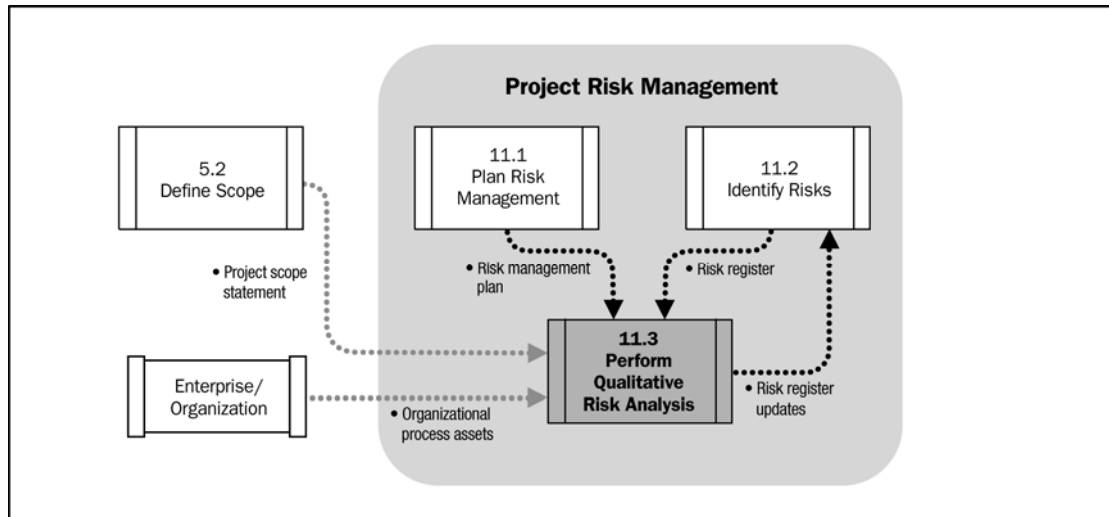 Project Risk Management
5.2
Define Scope
11.1
Plan Risk
Management
11.2
Identify Risks
• Project scope
statement
• Risk management
plan
• Risk register
11.3
Perform
Qualitative
Risk Analysis
Enterprise/
Organization
• Organizational
process assets
• Risk register
updates